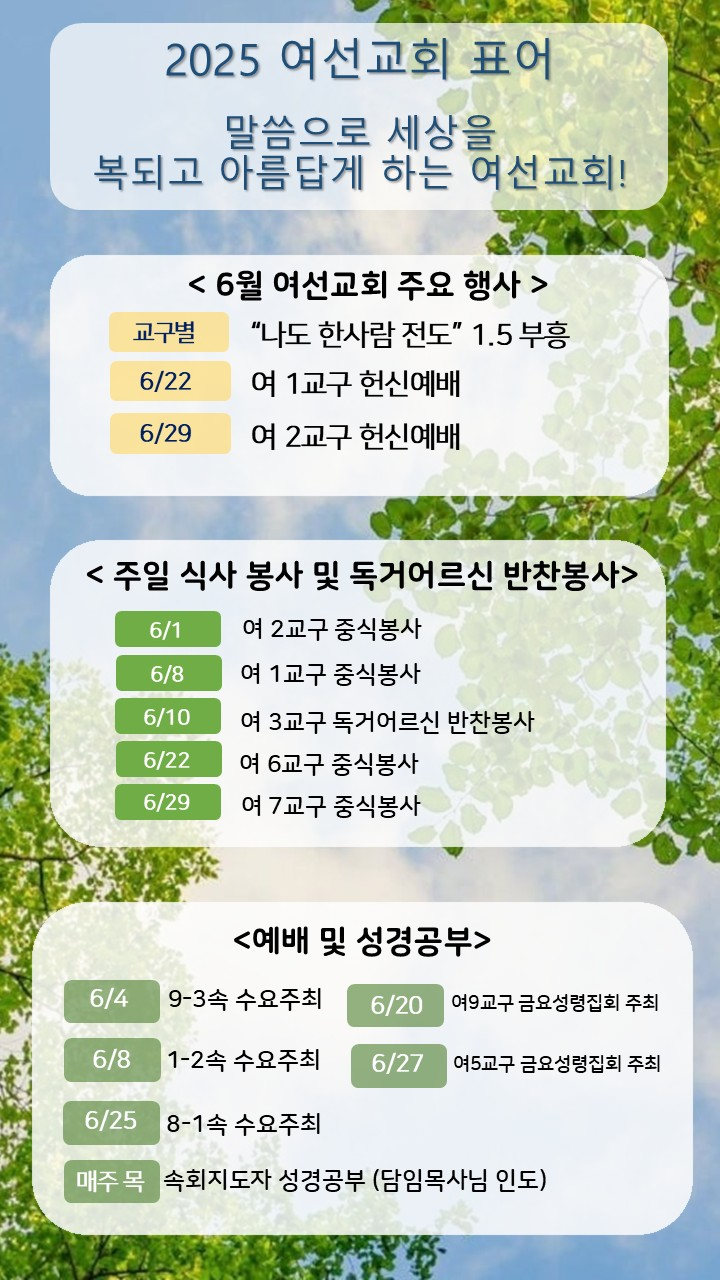 2025 여선교회 표어
말씀으로 세상을
복되고 아름답게 하는 여선교회!
< 6월 여선교회 주요 행사 >
교구별 “나도 한사람 전도” 1.5 부흥
6/22 여 1교구 헌신예배
6/29 여 2교구 헌신예배
< 주일 식사 봉사 및 독거어르신 반찬봉사>
6/1 여 2교구 중식봉사
6/8 여 1교구 중식봉사
6/10 여 3교구 독거어르신 반찬봉사
6/22 여 6교구 중식봉사
6/29 여 7교구 중식봉사
<예배 및 성경공부>
6/4 9-3속 수요주최 6/20 여9교구 금요성령집회 주최
6/8 1-2속 수요주최 6/27 여5교구 금요성령집회 주최
6/25 8-1속 수요주최
매주 목 속회지도자 성경공부 (담임목사님 인도)